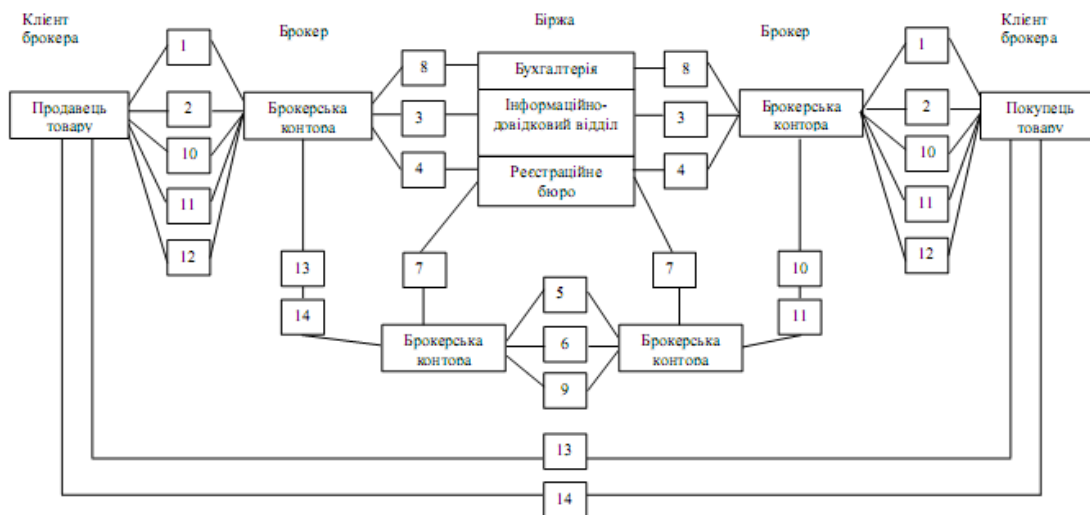 Клієнт
брокера
Брокер
Біржа
Брокер
Клієнт
брокера
1
8
Бухгалтерія
8
1
Продавець
товару
2
Брокерська
контора
3
Інформаційно-
довідковий відділ
3
Брокерська
контора
2
Покупець
товару
10
10
4
Реєстраційне
бюро
4
11
11
12
12
13
7
7
10
14
5
11
Брокерська
контора
6
Брокерська
контора
9
13
14